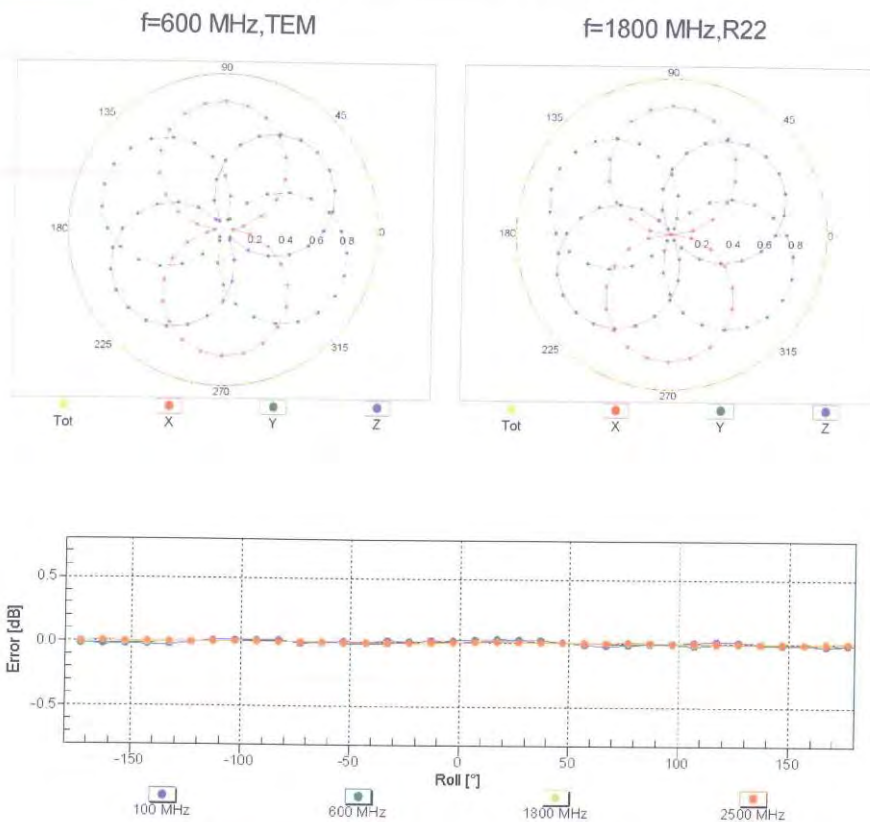 f=600 MHz,TEM
f=1800 MHz,R22
90
135
45
180
0.2 0.4 0.6 0.8
0
225
315
270
Tot X Y Z
90
135
45
180
0.2 0.4 0.6 0.8
0
225
315
270
Tot X Y Z
Error [dB]
0.5
0.0
-0.5
-150 -100 -50 0 50 100 150
Roll [°]
100 MHz 600 MHz 1800 MHz 2500 MHz